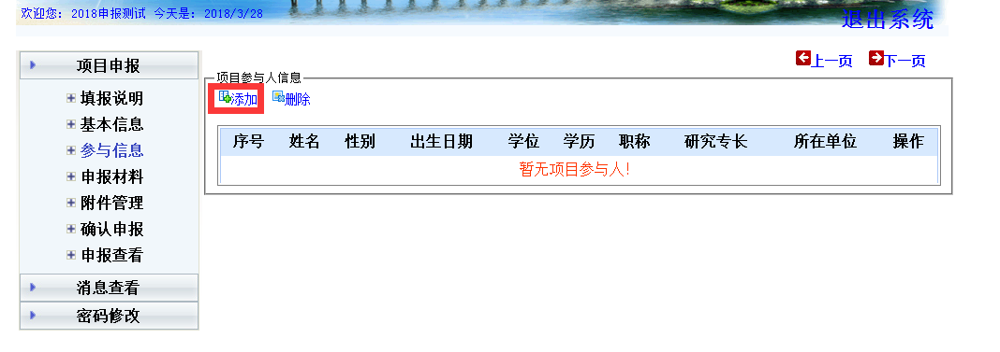 欢迎您: 2018申报测试 今天是: 2018/3/28
退出系统
上一页 下一页
项目申报
填报说明
基本信息
参与信息
申报材料
附件管理
确认申报
申报查看
消息查看
密码修改
项目参与人信息
添加 删除
序号 姓名 性别 出生日期 学位 学历 职称 研究专长 所在单位 操作
暂无项目参与人!